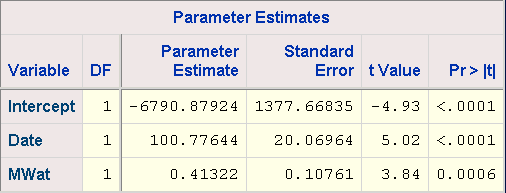 Parameter Estimates
Variable DF Parameter Estimate Standard Error t Value Pr > |t|
Intercept 1 -6790.87924 1377.66835 -4.93 <.0001
Date 1 100.77644 20.06964 5.02 <.0001
MWat 1 0.41322 0.10761 3.84 0.0006